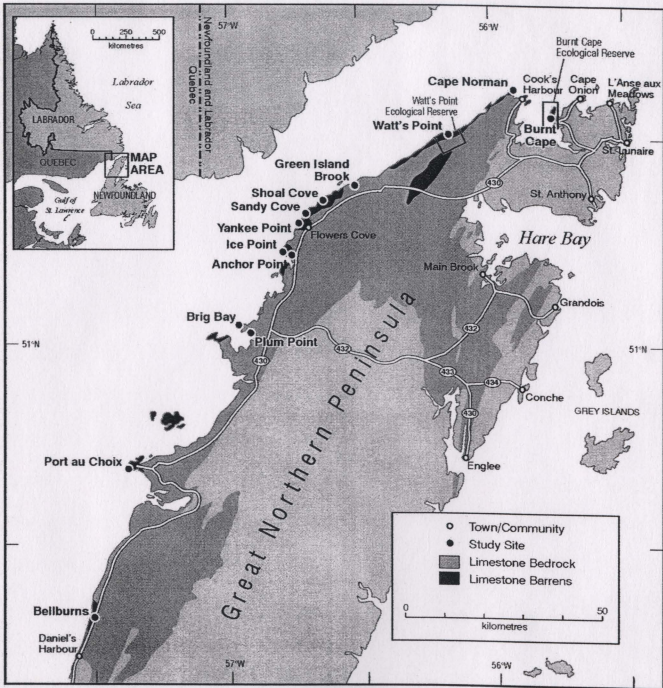 0 250 500
kilometres
Labrador
Sea
LABRADOR
QUEBEC
MAP
AREA
NEWFOUNDLAND
Gulf of
St. Lawrence
57°W
56°W
Newfoundland and Labrador
Quebec
Burnt Cape
Ecological Reserve
Cape Norman
Cook's
Harbour
Cape
Onion
L'Anse aux
Meadows
Watt's Point
Ecological Reserve
Watt's Point
Burnt
Cape
St. Lunaire
Green Island
Brook
Shoal Cove
Sandy Cove
Yankee Point
Flowers Cove
Ice Point
Anchor Point
430
St. Anthony
Hare Bay
Main Brook
Grandois
Brig Bay
Plum Point
51°N
51°N
430
432
432
433
434
430
Conche
GREY ISLANDS
Englee
Port au Choix
Great Northern Peninsula
Bellburns
Daniel's
Harbour
Town/Community
Study Site
Limestone Bedrock
Limestone Barrens
0 50
kilometres
57°W
56°W